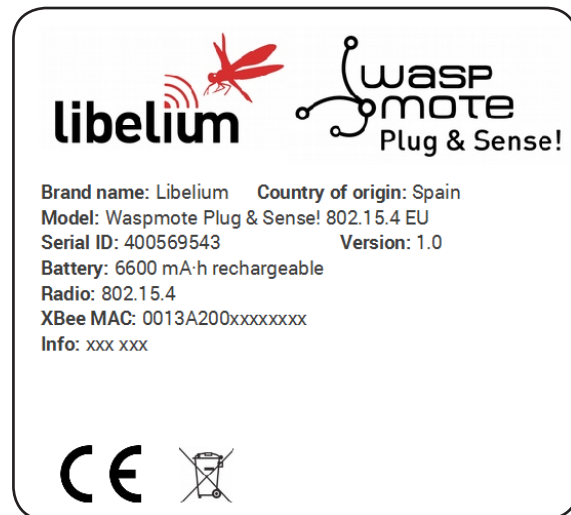 libelium
wasp
mote
Plug & Sense!
Brand name: Libelium Country of origin: Spain
Model: Waspmote Plug & Sense! 802.15.4 EU
Serial ID: 400569543 Version: 1.0
Battery: 6600 mA·h rechargeable
Radio: 802.15.4
XBee MAC: 0013A200xxxxxxxx
Info: xxx xxx
CE